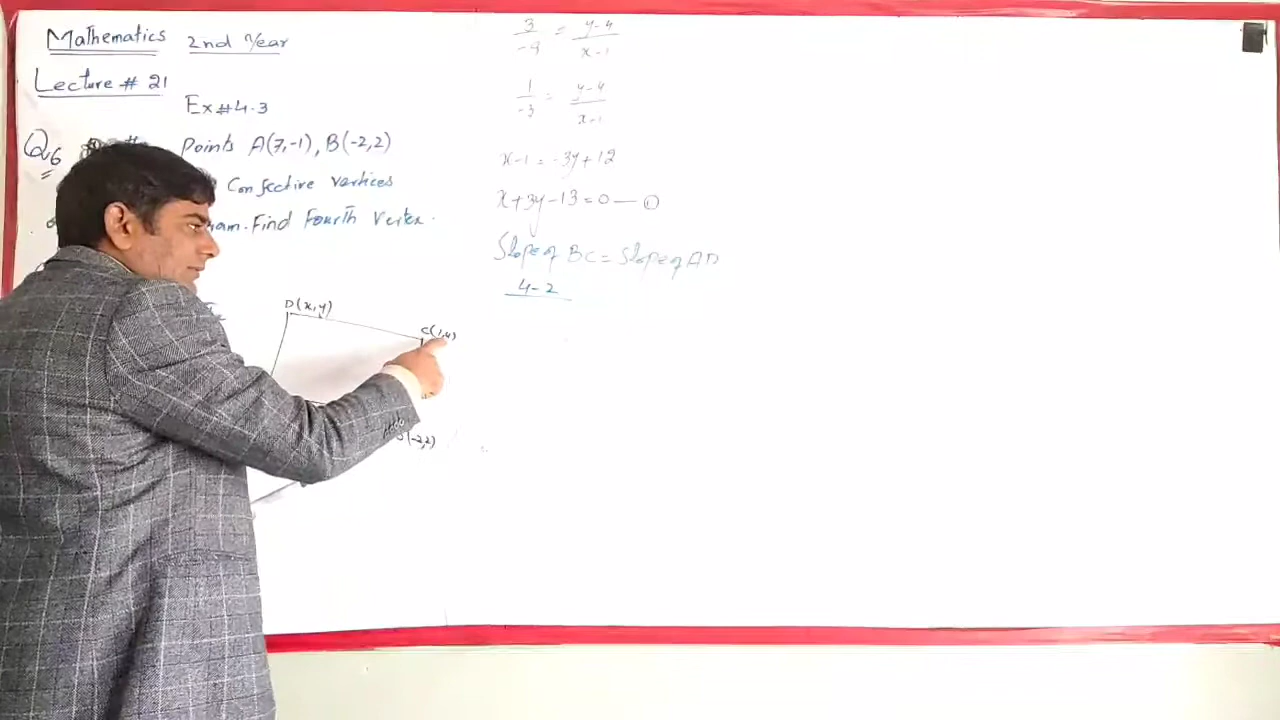 Mathematics 2nd Year
Lecture # 21
Ex#4.3
Q6 Points A(7,-1), B(-2,2)
Consective vertices
am. Find Fourth Vertex.
D(x,y)
C(1,4)
(-2,2)
3/-9 = y-4/x-1
1/-3 = y-4/x-1
x-1 = -3y+12
x+3y-13=0 — ①
Slope of BC = Slope of AD
4-2